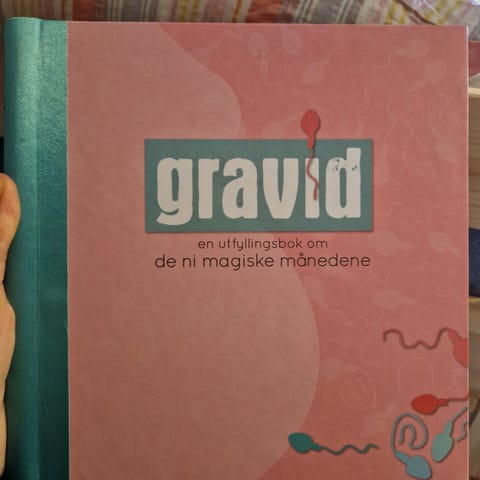 gravid
en utfyllingsbok om
de ni magiske månedene